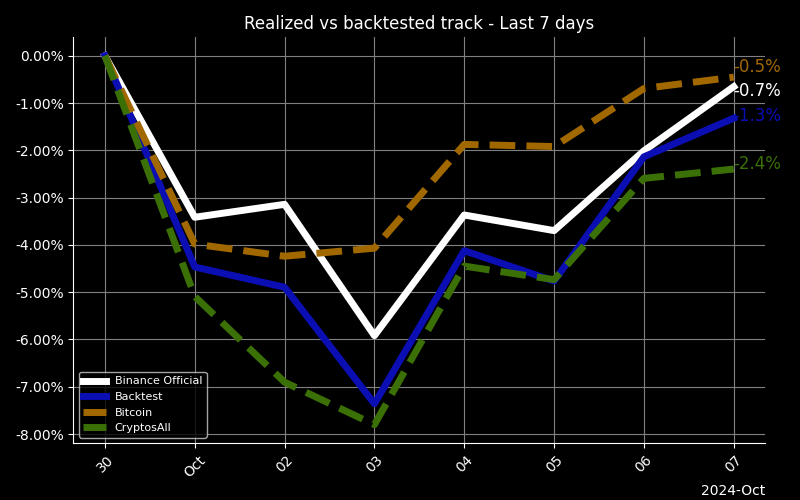 Realized vs backtested track - Last 7 days
0.00%
-1.00%
-2.00%
-3.00%
-4.00%
-5.00%
-6.00%
-7.00%
-8.00%
-0.5%
-0.7%
-1.3%
-2.4%
Binance Official
Backtest
Bitcoin
CryptosAll
30
Oct
02
03
04
05
06
07
2024-Oct